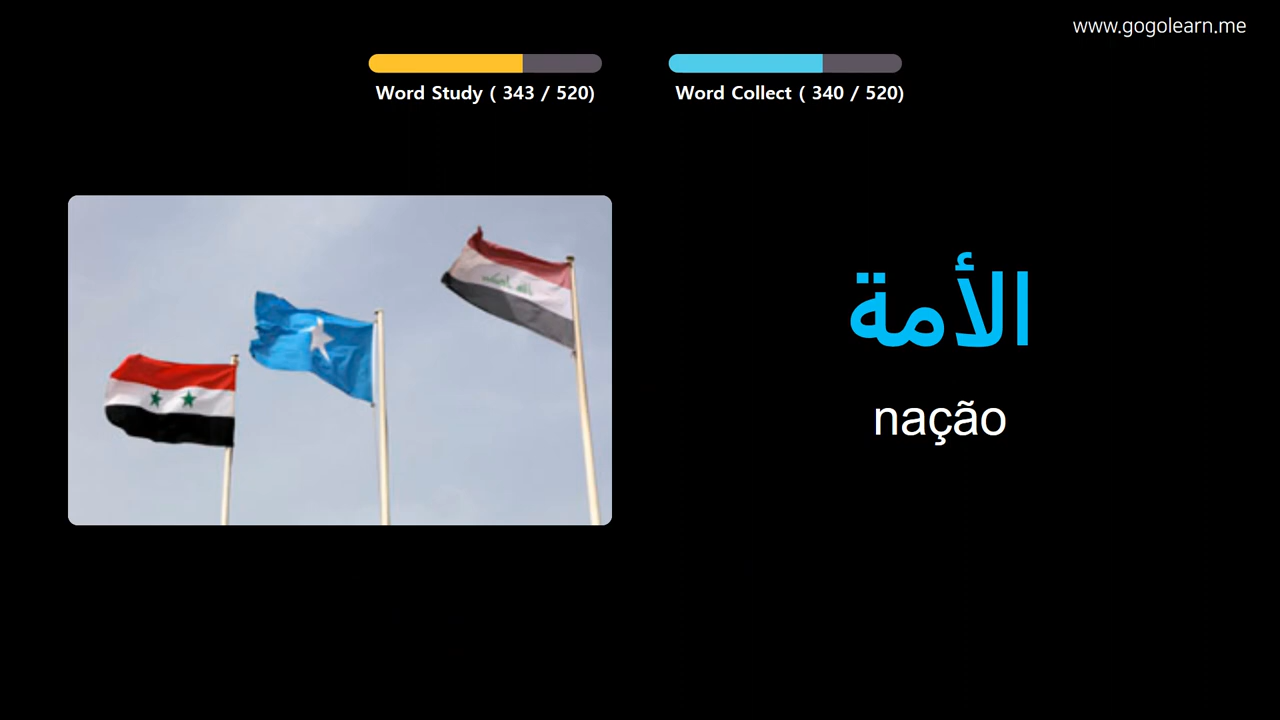 www.gogolearn.me
Word Study ( 343 / 520)
Word Collect ( 340 / 520)
الأمة
nação